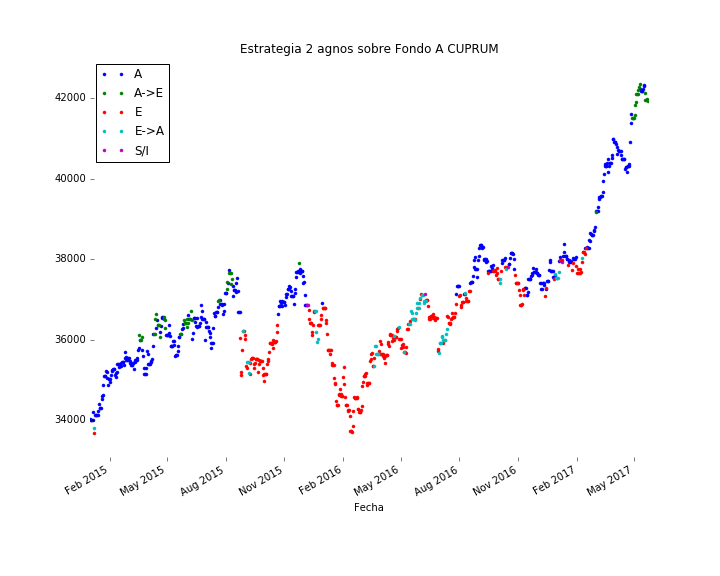 Estrategia 2 agnos sobre Fondo A CUPRUM
A
A->E
E
E->A
S/I
42000
40000
38000
36000
34000
Feb 2015
May 2015
Aug 2015
Nov 2015
Feb 2016
May 2016
Aug 2016
Nov 2016
Feb 2017
May 2017
Fecha